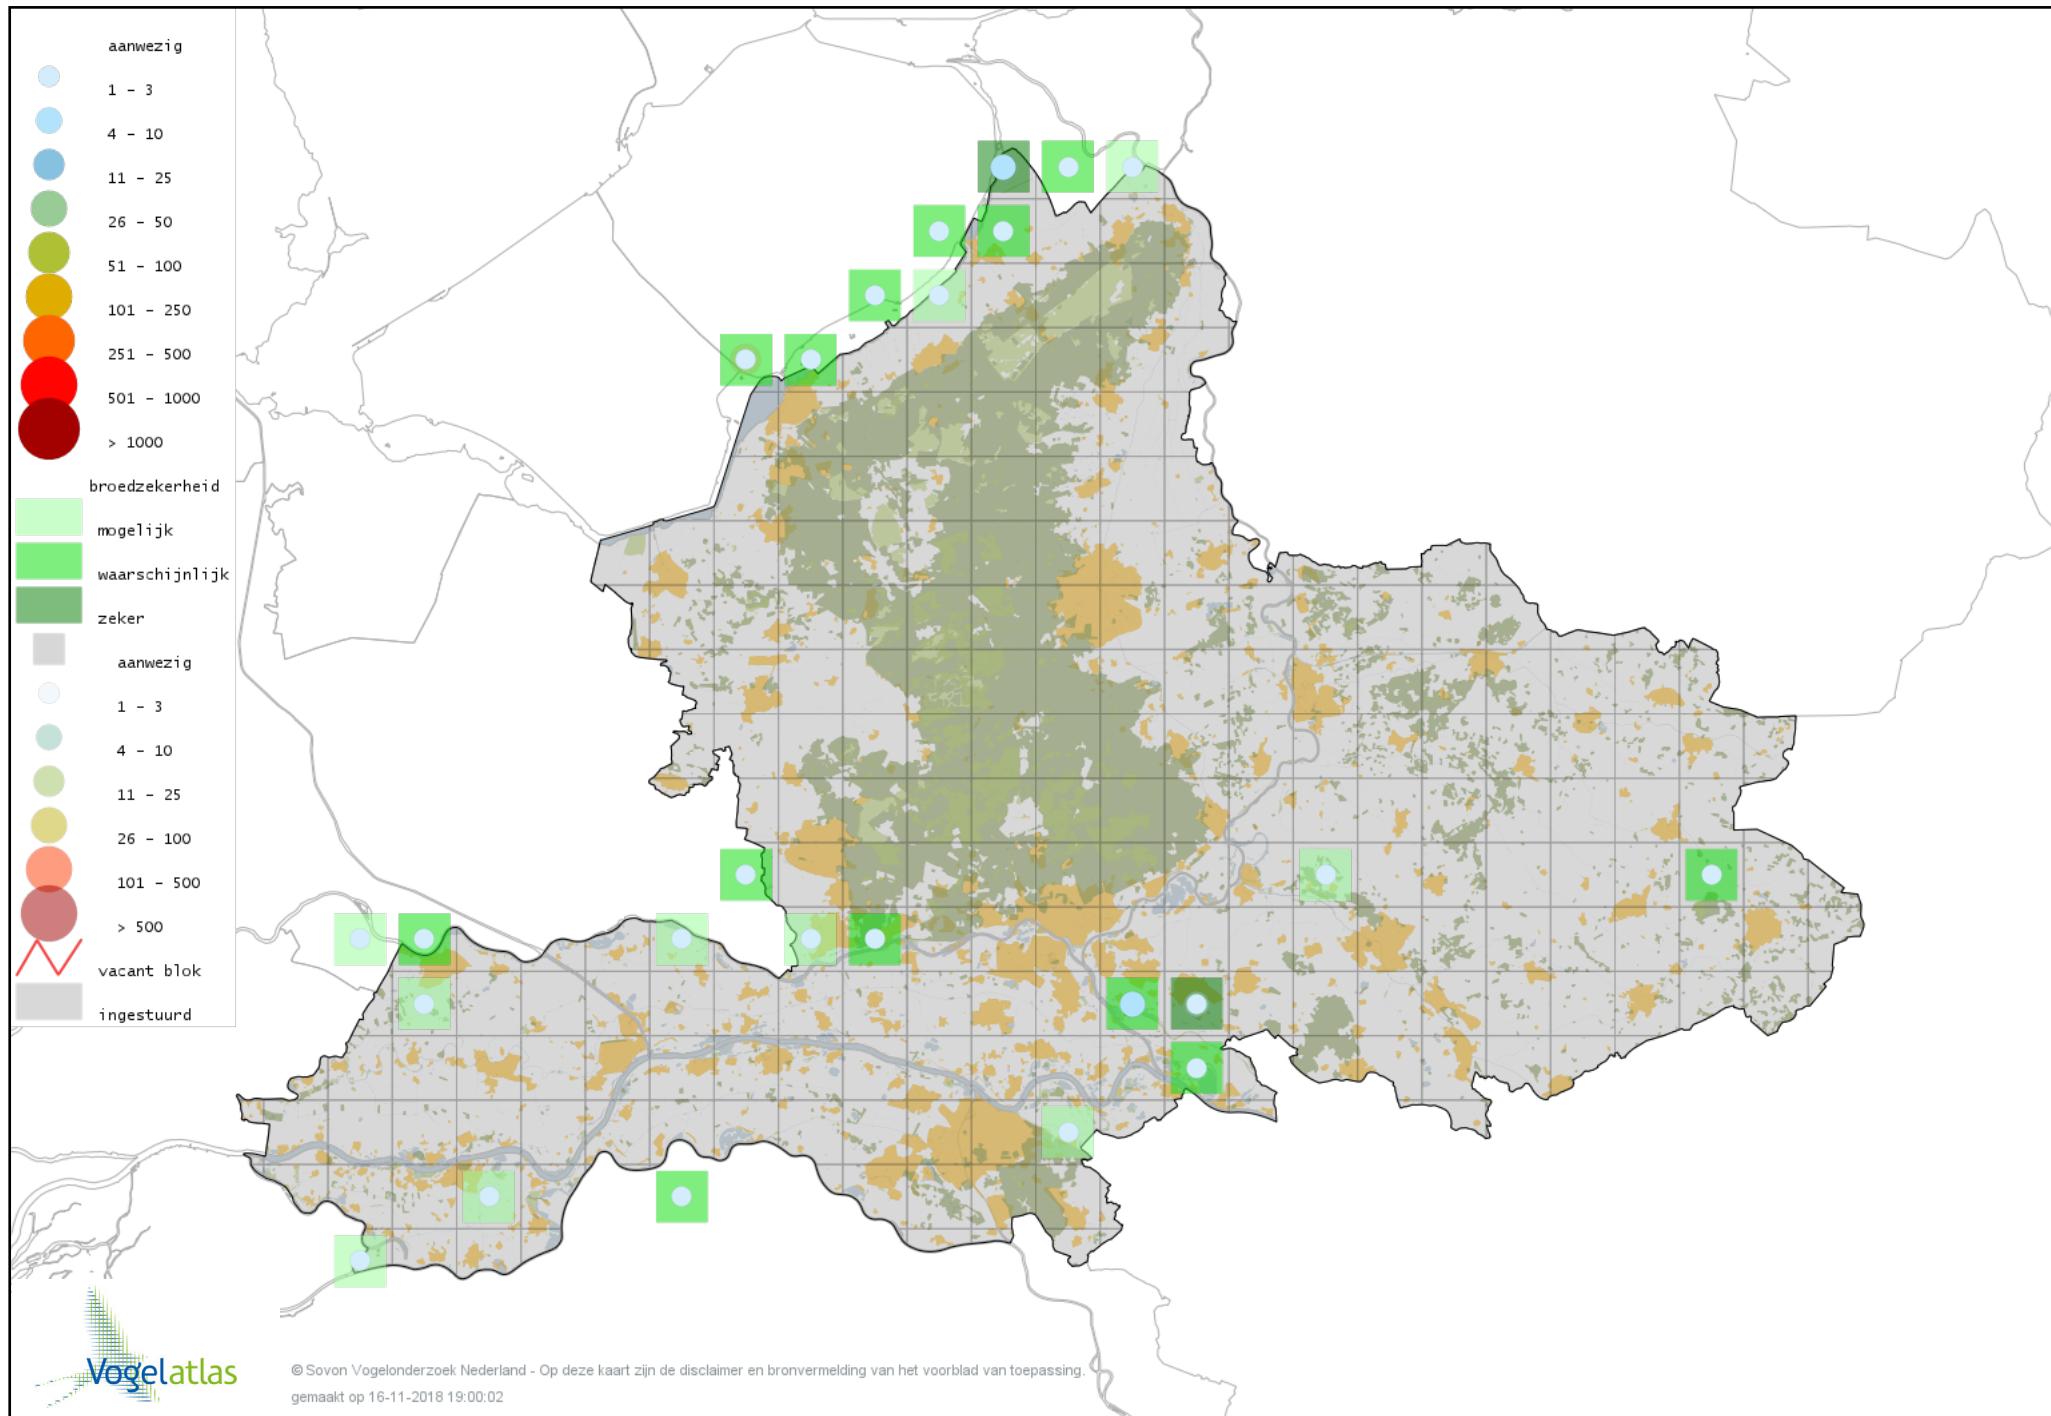 aanwezig
1 - 3
4 - 10
11 - 25
26 - 50
51 - 100
101 - 250
251 - 500
501 - 1000
> 1000
broedzekerheid
mogelijk
waarschijnlijk
zeker
aanwezig
1 - 3
4 - 10
11 - 25
26 - 100
101 - 500
> 500
vacant blok
ingestuurd
Vogelatlas
© Sovon Vogelonderzoek Nederland - Op deze kaart zijn de disclaimer en bronvermelding van het voorblad van toepassing.
gemaakt op 16-11-2018 19:00:02